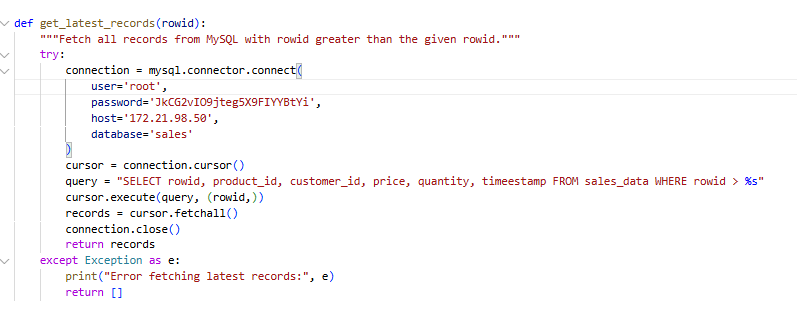 def get_latest_records(rowid):
    """Fetch all records from MySQL with rowid greater than the given rowid."""
    try:
        connection = mysql.connector.connect(
            user='root',
            password='JkCG2vIO9jteg5X9FIYYBtYi',
            host='172.21.98.50',
            database='sales'
        )
        cursor = connection.cursor()
        query = "SELECT rowid, product_id, customer_id, price, quantity, timeestamp FROM sales_data WHERE rowid > %s"
        cursor.execute(query, (rowid,))
        records = cursor.fetchall()
        connection.close()
        return records
    except Exception as e:
        print("Error fetching latest records:", e)
        return []